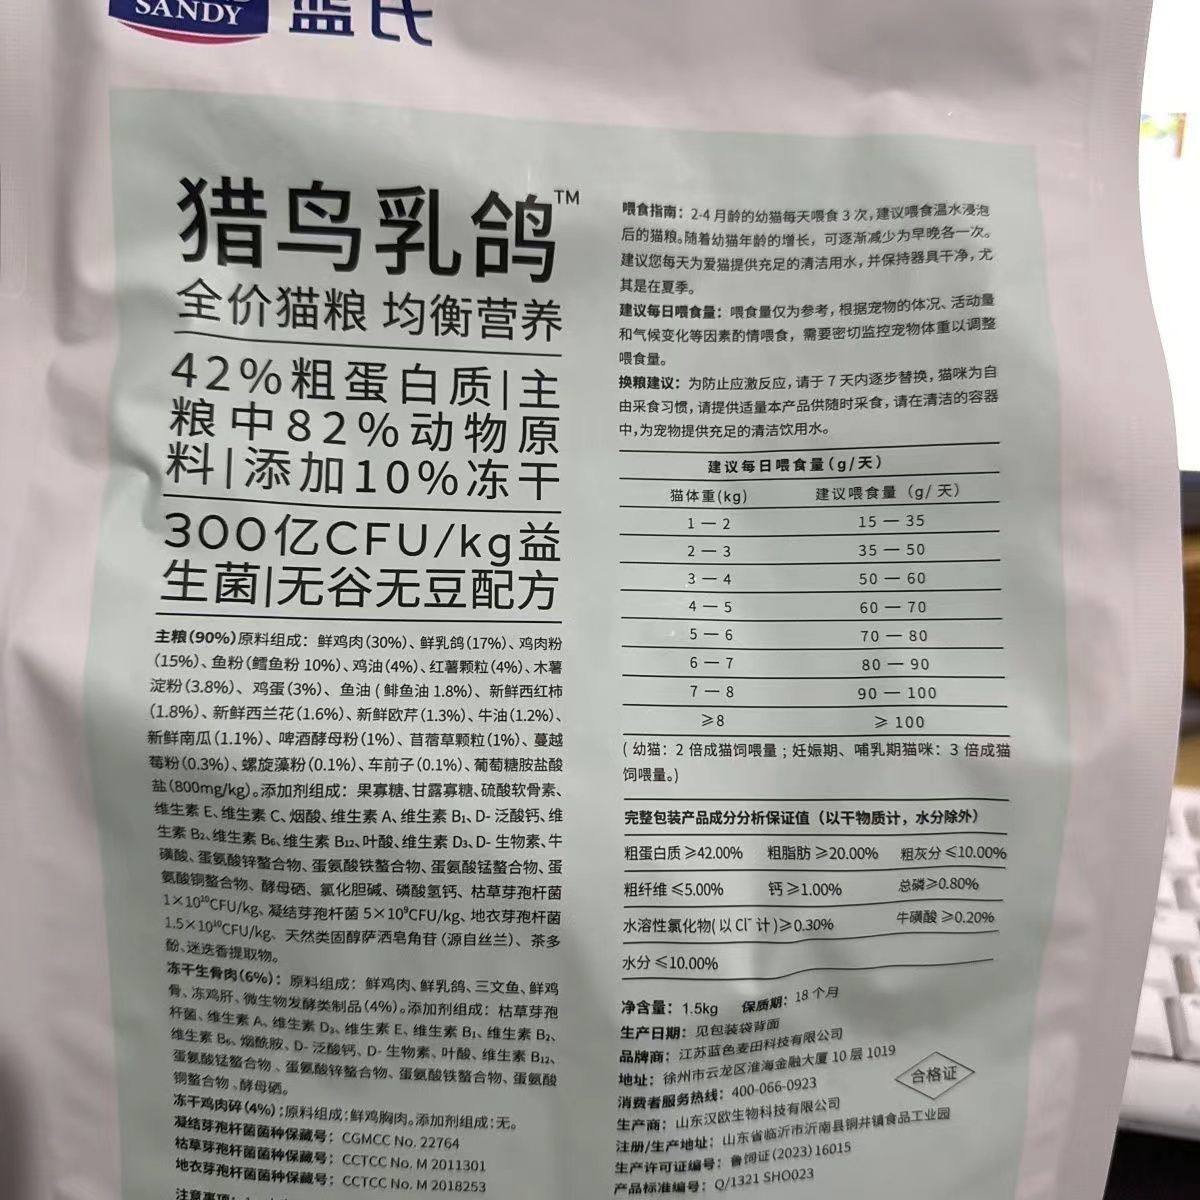 SANDY
蓝氏
猎鸟乳鸽™
全价猫粮 均衡营养
42%粗蛋白质|主
粮中82%动物原
料|添加10%冻干
300亿CFU/kg益
生菌|无谷无豆配方
主粮(90%)原料组成：鲜鸡肉(30%)、鲜乳鸽(17%)、鸡肉粉
(15%)、鱼粉(鳕鱼粉 10%)、鸡油(4%)、红薯颗粒(4%)、木薯
淀粉(3.8%)、鸡蛋(3%)、鱼油 ( 鲱鱼油 1.8%)、新鲜西红柿
(1.8%)、新鲜西兰花(1.6%)、新鲜欧芹(1.3%)、牛油(1.2%)、
新鲜南瓜(1.1%)、啤酒酵母粉(1%)、苜蓿草颗粒(1%)、蔓越
莓粉(0.3%)、螺旋藻粉(0.1%)、车前子(0.1%)、葡萄糖胺盐酸
盐(800mg/kg)。添加剂组成：果寡糖、甘露寡糖、硫酸软骨素、
维生素 E、维生素 C、烟酸、维生素 A、维生素 B₁、D- 泛酸钙、维
生素 B₂、维生素 B₆、维生素 B₁₂、叶酸、维生素 D₃、D- 生物素、牛
磺酸、蛋氨酸锌螯合物、蛋氨酸铁螯合物、蛋氨酸锰螯合物、蛋
氨酸铜螯合物、酵母硒、氯化胆碱、磷酸氢钙、枯草芽孢杆菌
1×10¹⁰CFU/kg、凝结芽孢杆菌 5×10⁹CFU/kg、地衣芽孢杆菌
1.5×10¹⁰CFU/kg、天然类固醇萨洒皂角苷 (源自丝兰)、茶多
酚、迷迭香提取物。
冻干生骨肉(6%)：原料组成：鲜鸡肉、鲜乳鸽、三文鱼、鲜鸡
骨、冻鸡肝、微生物发酵类制品(4%)。添加剂组成：枯草芽孢
杆菌、维生素 A、维生素 D₃、维生素 E、维生素 B₁、维生素 B₂、
维生素 B₆、烟酰胺、D- 泛酸钙、D- 生物素、叶酸、维生素 B₁₂、
蛋氨酸锰螯合物、蛋氨酸锌螯合物、蛋氨酸铁螯合物、蛋氨酸
铜螯合物、酵母硒。
冻干鸡肉碎(4%)：原料组成：鲜鸡胸肉。添加剂组成：无。
凝结芽孢杆菌菌种保藏号：CGMCC No. 22764
枯草芽孢杆菌菌种保藏号：CCTCC No. M 2011301
地衣芽孢杆菌菌种保藏号：CCTCC No. M 2018253
注意事项：
喂食指南：2-4 月龄的幼猫每天喂食 3 次，建议喂食温水浸泡
后的猫粮。随着幼猫年龄的增长，可逐渐减少为早晚各一次。
建议您每天为爱猫提供充足的清洁用水，并保持器具干净，尤
其是在夏季。
建议每日喂食量：喂食量仅为参考，根据宠物的体况、活动量
和气候变化等因素酌情喂食，需要密切监控宠物体重以调整
喂食量。
换粮建议：为防止应激反应，请于 7 天内逐步替换，猫咪为自
由采食习惯，请提供适量本产品供随时采食，请在清洁的容器
中，为宠物提供充足的清洁饮用水。
建议每日喂食量(g/天)
猫体重(kg) 建议喂食量（g/ 天）
1 — 2 15 — 35
2 — 3 35 — 50
3 — 4 50 — 60
4 — 5 60 — 70
5 — 6 70 — 80
6 — 7 80 — 90
7 — 8 90 — 100
≥8 ≥ 100
( 幼猫：2 倍成猫饲喂量；妊娠期、哺乳期猫咪：3 倍成猫
饲喂量。)
完整包装产品成分分析保证值（以干物质计，水分除外）
粗蛋白质 ≥42.00% 粗脂肪 ≥20.00% 粗灰分 ≤10.00%
粗纤维 ≤5.00% 钙 ≥1.00% 总磷≥0.80%
水溶性氯化物( 以 Cl⁻ 计 )≥0.30% 牛磺酸 ≥0.20%
水分 ≤10.00%
净含量：1.5kg 保质期：18 个月
生产日期：见包装袋背面
品牌商：江苏蓝色麦田科技有限公司
地址：徐州市云龙区淮海金融大厦 10 层 1019
消费者服务热线：400-066-0923
生产商：山东汉欧生物科技有限公司
注册/生产地址：山东省临沂市沂南县铜井镇食品工业园
生产许可证编号：鲁饲证 (2023) 16015
产品标准编号：Q/1321 SHO023
合格证